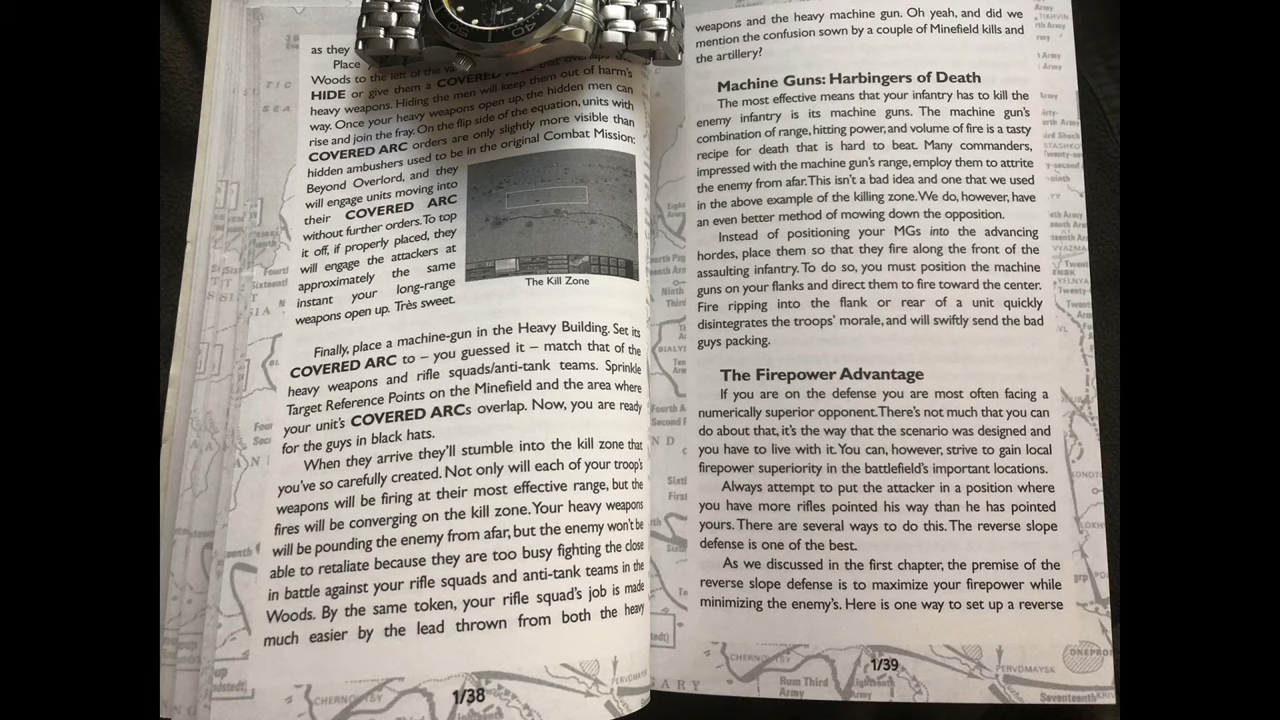 as they
Place
Woods to the left of the va
HIDE or give them a COVERED
heavy weapons. Hiding the men will keep them out of harm's
way. Once your heavy weapons open up, the hidden men can
rise and join the fray. On the flip side of the equation, units with
COVERED ARC orders are only slightly more visible than
hidden ambushers used to be in the original Combat Mission:
Beyond Overlord, and they
will engage units moving into
their COVERED ARC
without further orders. To top
it off, if properly placed, they
will engage the attackers at
approximately the same
instant your long-range
weapons open up. Très sweet.
The Kill Zone
Finally, place a machine-gun in the Heavy Building. Set its
COVERED ARC to – you guessed it – match that of the
heavy weapons and rifle squads/anti-tank teams. Sprinkle
Target Reference Points on the Minefield and the area where
your unit's COVERED ARCs overlap. Now, you are ready
for the guys in black hats.
When they arrive they'll stumble into the kill zone that
you've so carefully created. Not only will each of your troop's
weapons will be firing at their most effective range, but the
fires will be converging on the kill zone. Your heavy weapons
will be pounding the enemy from afar, but the enemy won't be
able to retaliate because they are too busy fighting the close
in battle against your rifle squads and anti-tank teams in the
Woods. By the same token, your rifle squad's job is made
much easier by the lead thrown from both the heavy
1/38
weapons and the heavy machine gun. Oh yeah, and did we
mention the confusion sown by a couple of Minefield kills and
the artillery?
Machine Guns: Harbingers of Death
The most effective means that your infantry has to kill the
enemy infantry is its machine guns. The machine gun's
combination of range, hitting power, and volume of fire is a tasty
recipe for death that is hard to beat. Many commanders,
impressed with the machine gun's range, employ them to attrite
the enemy from afar. This isn't a bad idea and one that we used
in the above example of the killing zone. We do, however, have
an even better method of mowing down the opposition.
Instead of positioning your MGs into the advancing
hordes, place them so that they fire along the front of the
assaulting infantry. To do so, you must position the machine
guns on your flanks and direct them to fire toward the center.
Fire ripping into the flank or rear of a unit quickly
disintegrates the troops' morale, and will swiftly send the bad
guys packing.
The Firepower Advantage
If you are on the defense you are most often facing a
numerically superior opponent. There's not much that you can
do about that, it's the way that the scenario was designed and
you have to live with it. You can, however, strive to gain local
firepower superiority in the battlefield's important locations.
Always attempt to put the attacker in a position where
you have more rifles pointed his way than he has pointed
yours. There are several ways to do this. The reverse slope
defense is one of the best.
As we discussed in the first chapter, the premise of the
reverse slope defense is to maximize your firepower while
minimizing the enemy's. Here is one way to set up a reverse
1/39
CHERNOV
PERVOMAYSK
Rum Third
Army
Eighteenth
Army
Seventeenth